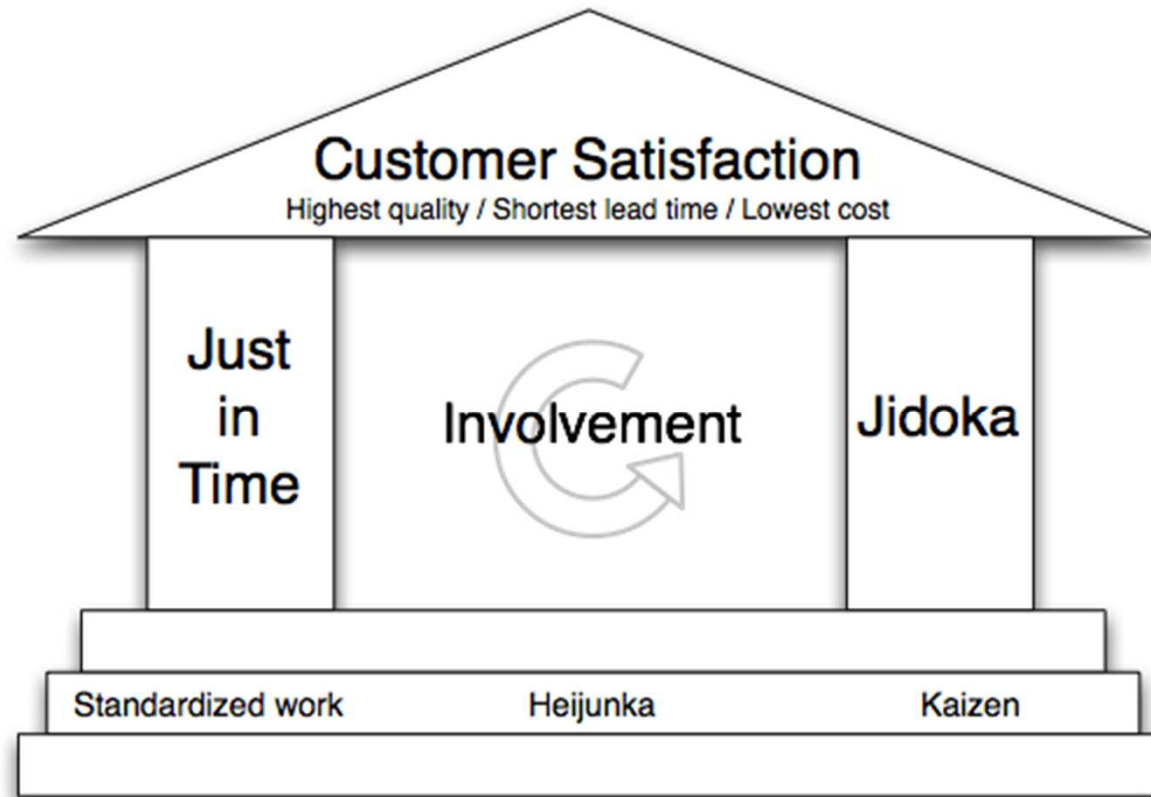 Customer Satisfaction
Highest quality / Shortest lead time / Lowest cost
Just
in
Time
Involvement
Jidoka
Standardized work
Heijunka
Kaizen